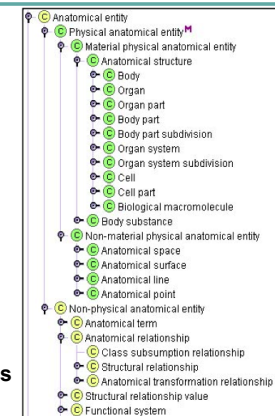 Anatomical entity
Physical anatomical entity M
Material physical anatomical entity
Anatomical structure
Body
Organ
Organ part
Body part
Body part subdivision
Organ system
Organ system subdivision
Cell
Cell part
Biological macromolecule
Body substance
Non-material physical anatomical entity
Anatomical space
Anatomical surface
Anatomical line
Anatomical point
Non-physical anatomical entity
Anatomical term
Anatomical relationship
Class subsumption relationship
s
Structural relationship
Anatomical transformation relationship
Structural relationship value
Functional system